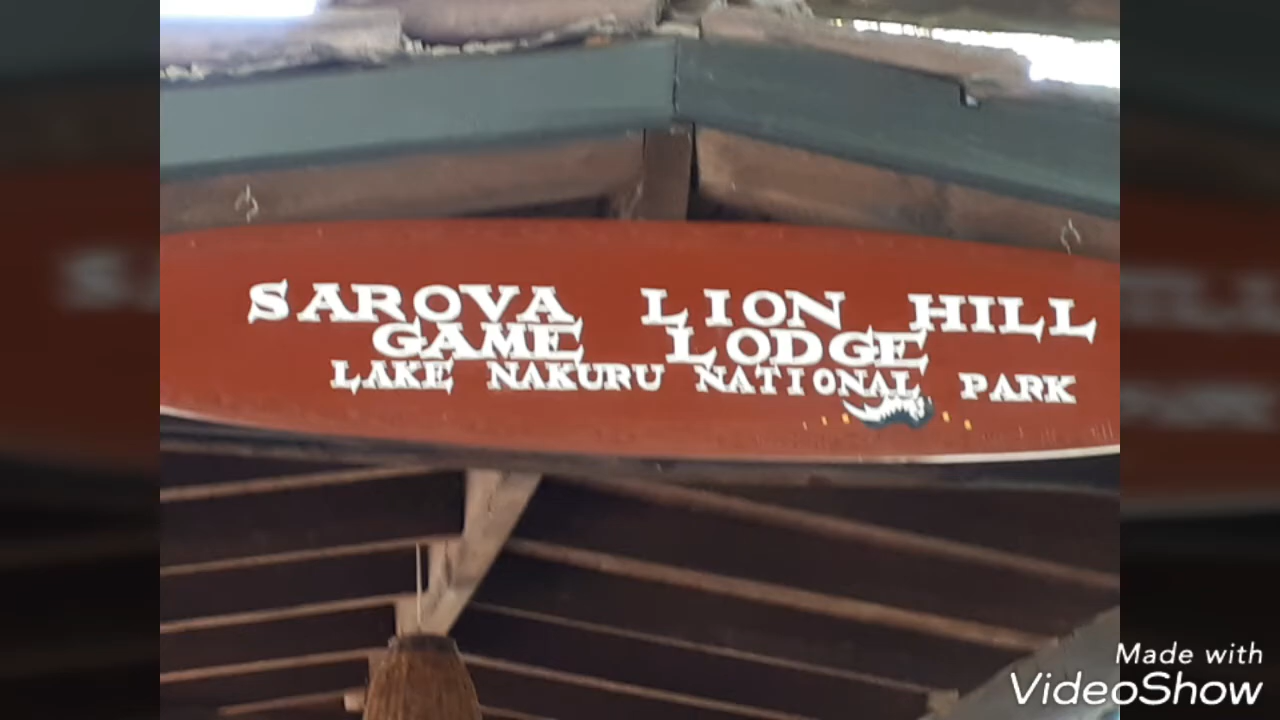 SAROVA LION HILL
GAME LODGE
LAKE NAKURU NATIONAL PARK
Made with
VideoShow